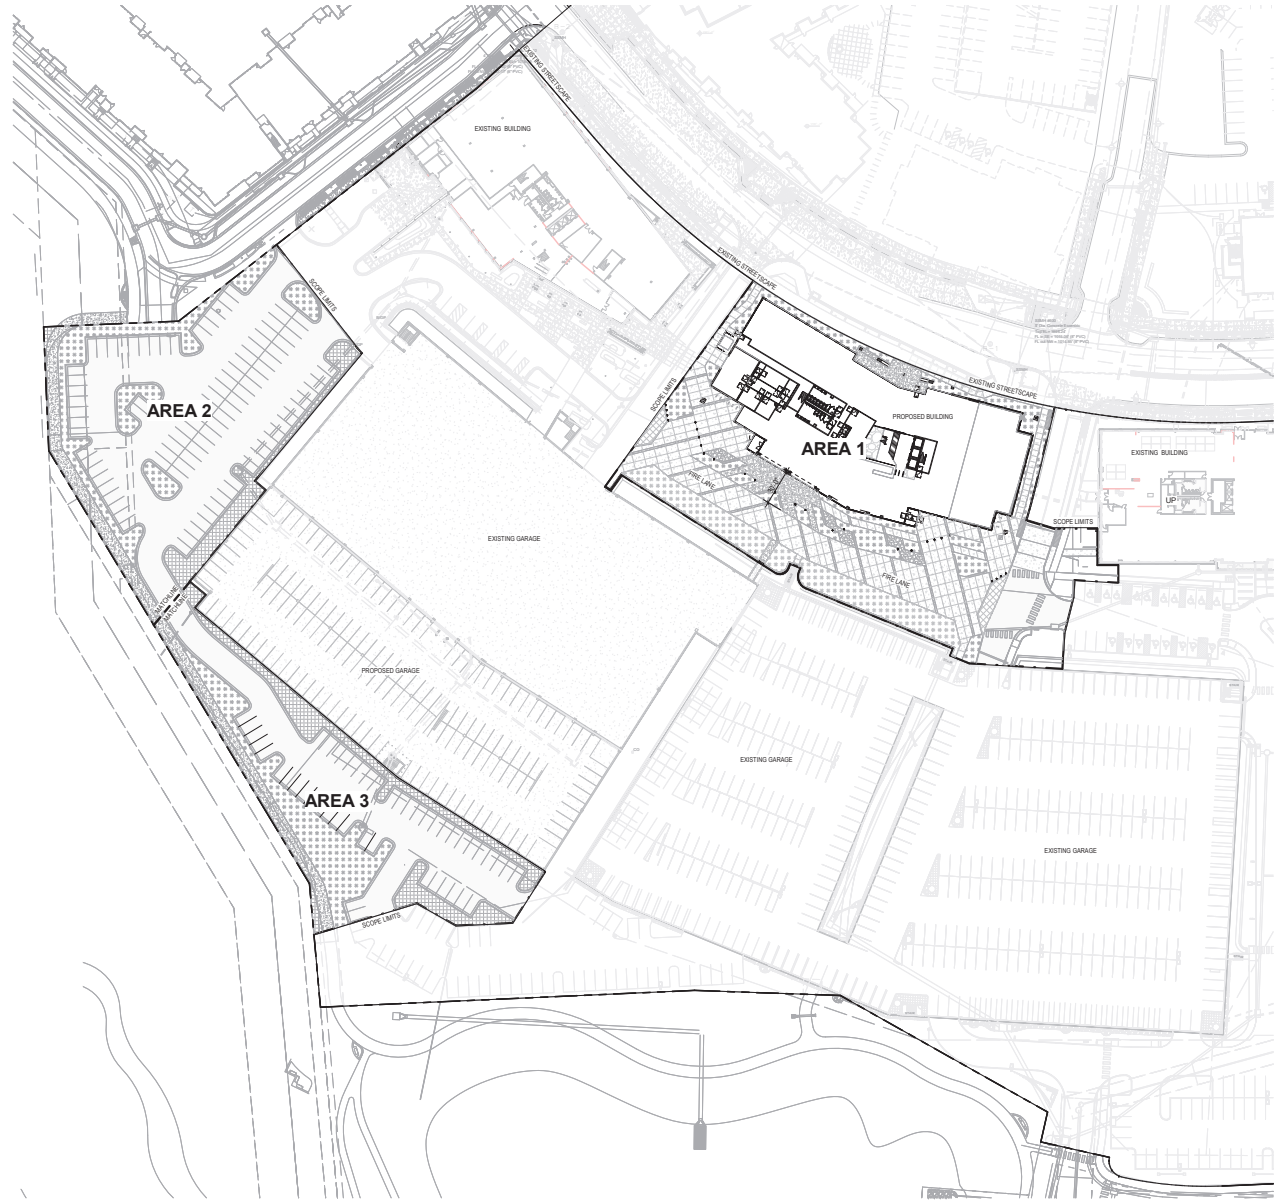 EXISTING STREETSCAPE
EXISTING BUILDING
EXISTING STREETSCAPE
SCOPE LIMITS
SCOPE LIMITS
EXISTING STREETSCAPE
AREA 2
PROPOSED BUILDING
AREA 1
EXISTING BUILDING
UP
FIRE LANE
SCOPE LIMITS
EXISTING GARAGE
FIRE LANE
MATCHLINE
MATCHLINE
PROPOSED GARAGE
EXISTING GARAGE
AREA 3
EXISTING GARAGE
SCOPE LIMITS